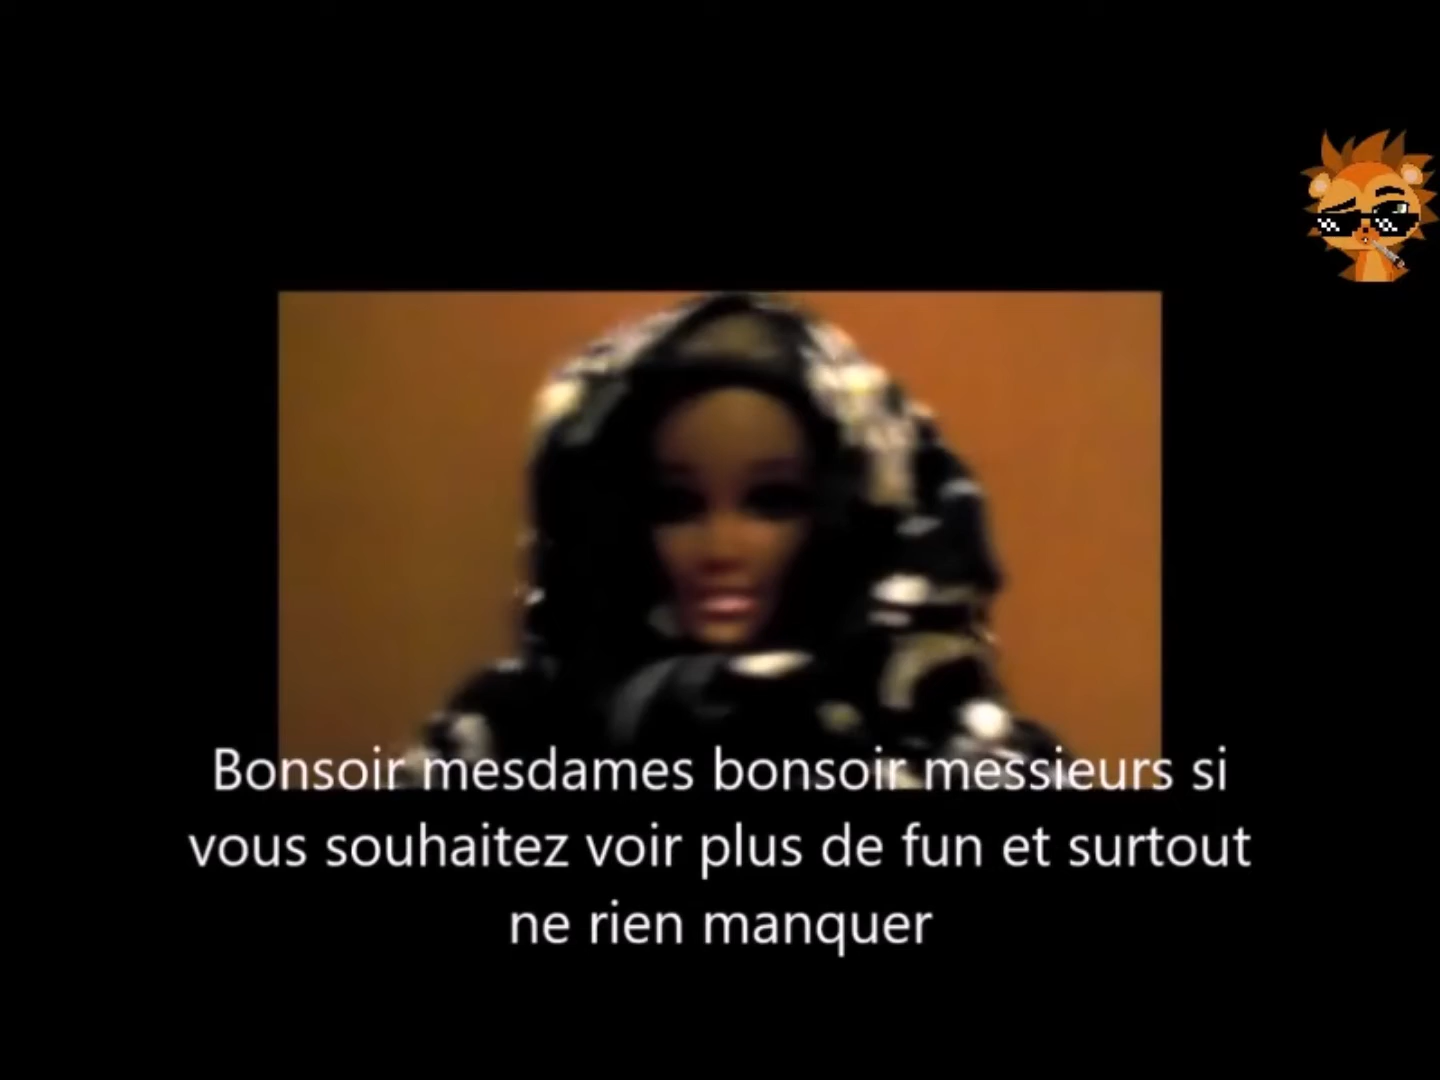 Bonsoir mesdames bonsoir messieurs si
vous souhaitez voir plus de fun et surtout
ne rien manquer